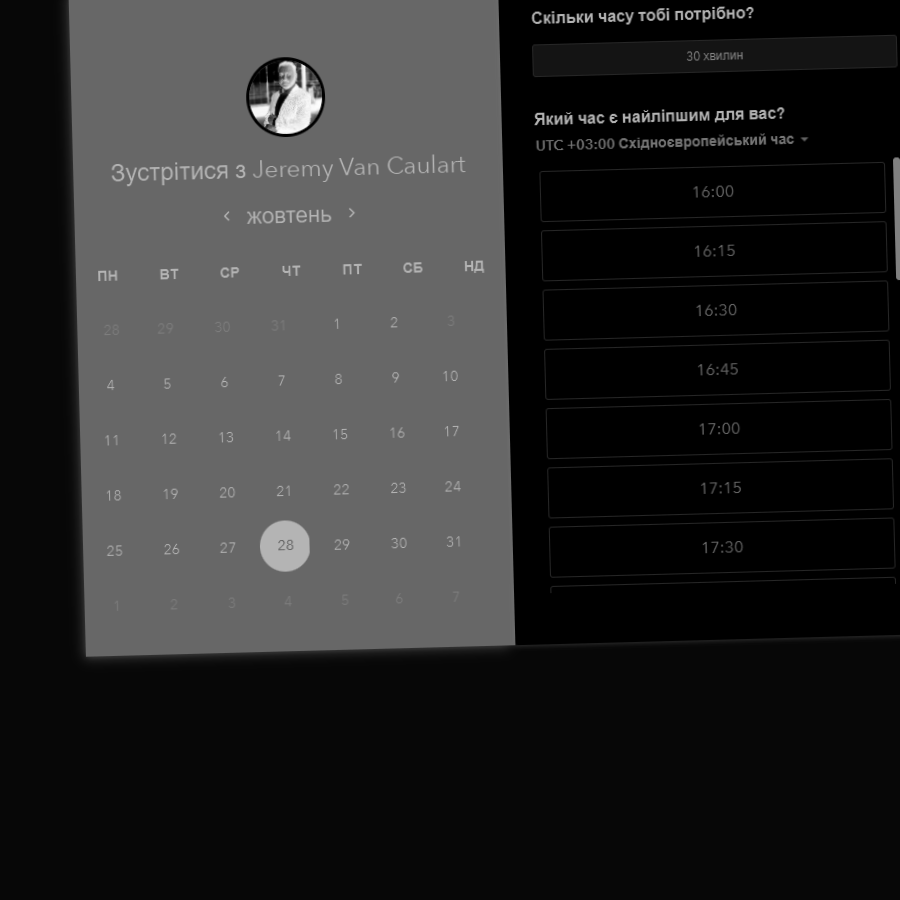 Зустрітися з Jeremy Van Caulart
жовтень
ПН ВТ СР ЧТ ПТ СБ НД
28 29 30 31 1 2 3
4 5 6 7 8 9 10
11 12 13 14 15 16 17
18 19 20 21 22 23 24
25 26 27 28 29 30 31
1 2 3 4 5 6 7
Скільки часу тобі потрібно?
30 хвилин
Який час є найліпшим для вас?
UTC +03:00 Східноєвропейський час
16:00
16:15
16:30
16:45
17:00
17:15
17:30